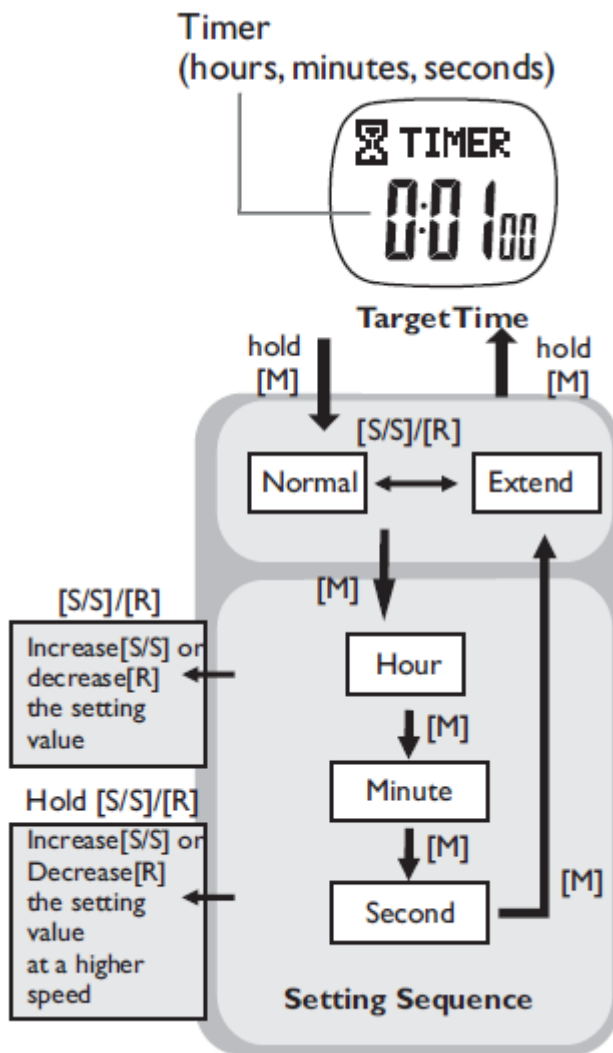 Timer
(hours, minutes, seconds)
TIMER
0:01 00
Target Time
hold
[M]
hold
[M]
[S/S]/[R]
Normal
Extend
[M]
[S/S]/[R]
Increase[S/S] or
decrease[R]
the setting
value
Hour
[M]
Minute
Hold [S/S]/[R]
Increase[S/S] or
Decrease[R]
the setting
value
at a higher
speed
[M]
Second
[M]
Setting Sequence